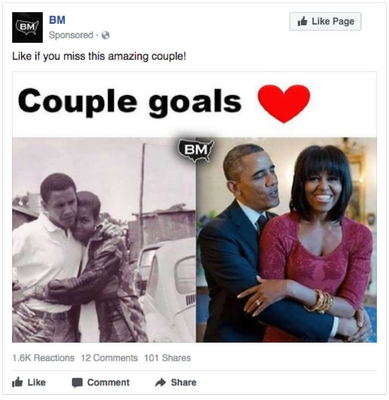 BM
BM
Sponsored ·
Like Page
Like if you miss this amazing couple!
Couple goals
BM
1.6K Reactions 12 Comments 101 Shares
Like Comment Share